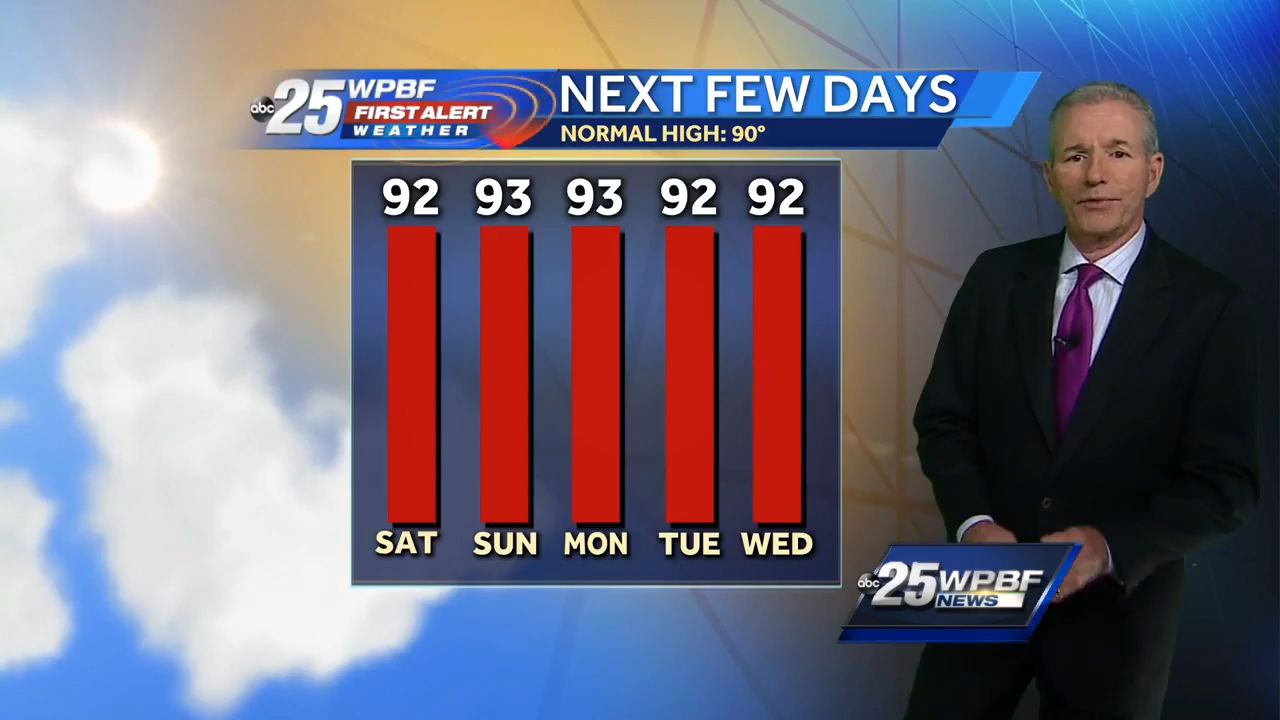 abc 25 WPBF
FIRST ALERT
WEATHER
NEXT FEW DAYS
NORMAL HIGH: 90°
92 93 93 92 92
SAT SUN MON TUE WED
abc 25 WPBF
NEWS